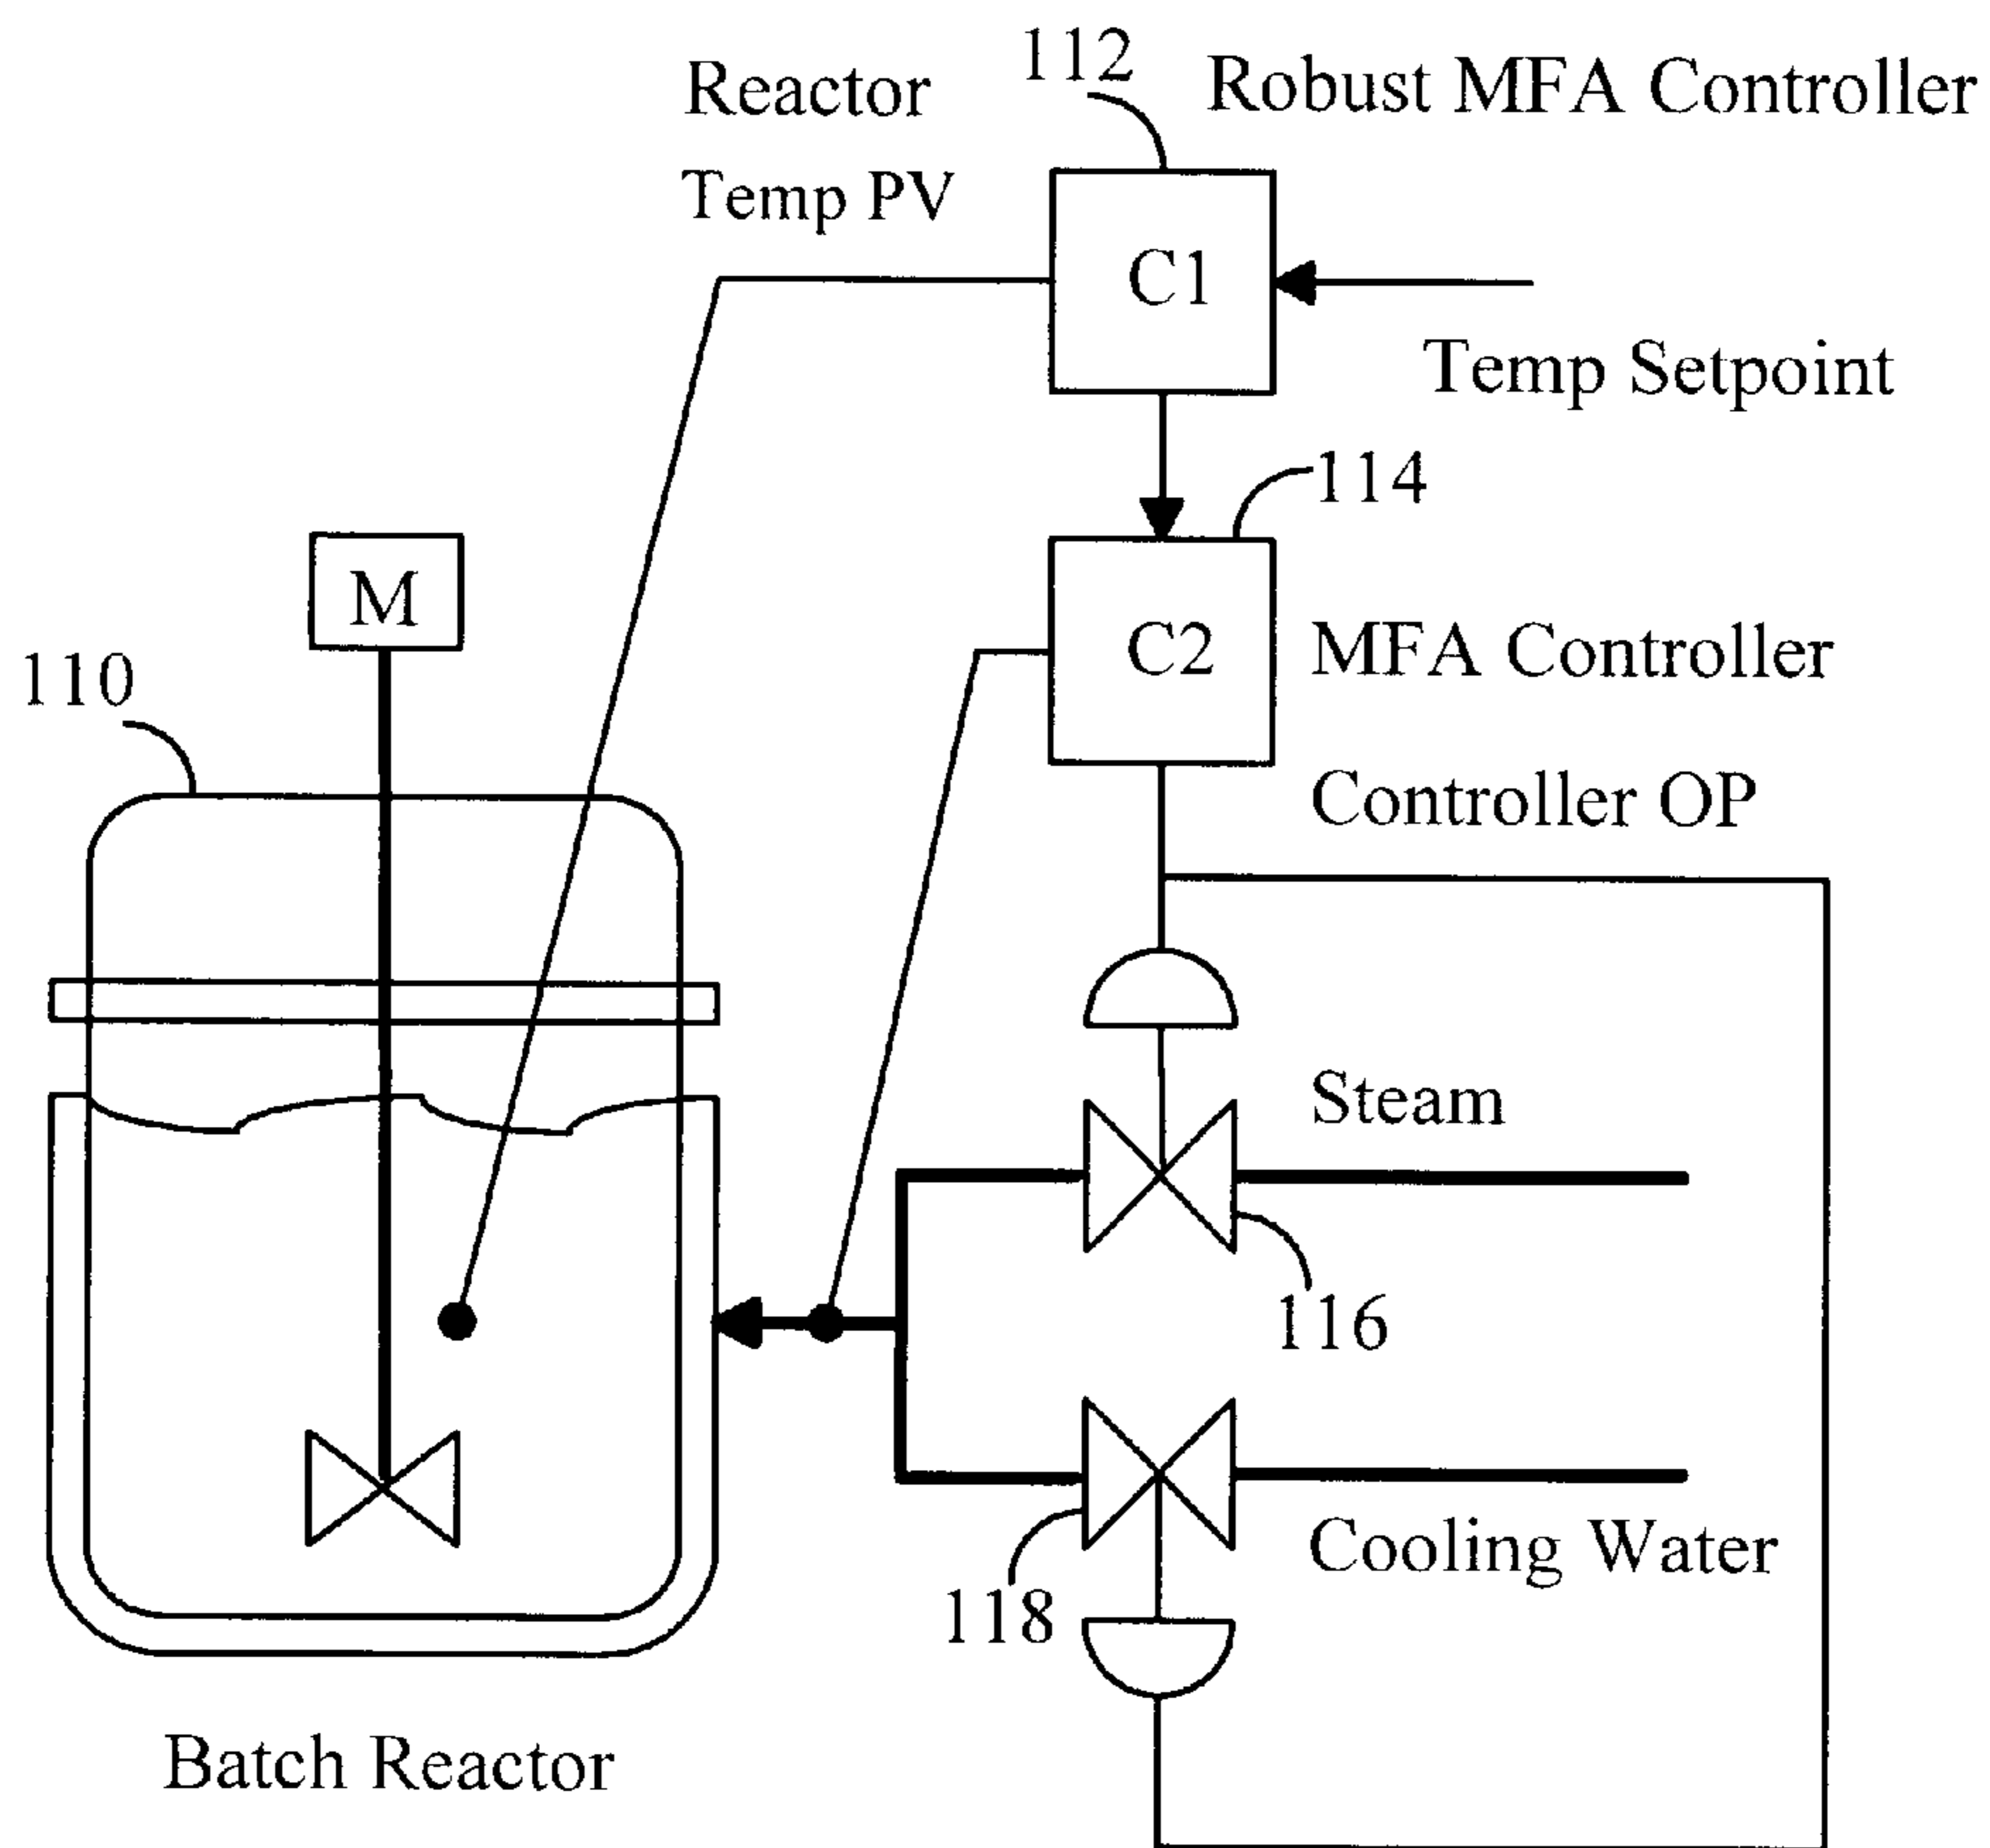 112
Robust MFA Controller
Reactor
Temp PV
C1
Temp Setpoint
114
M
C2
MFA Controller
110
Controller OP
Steam
116
Cooling Water
118
Batch Reactor